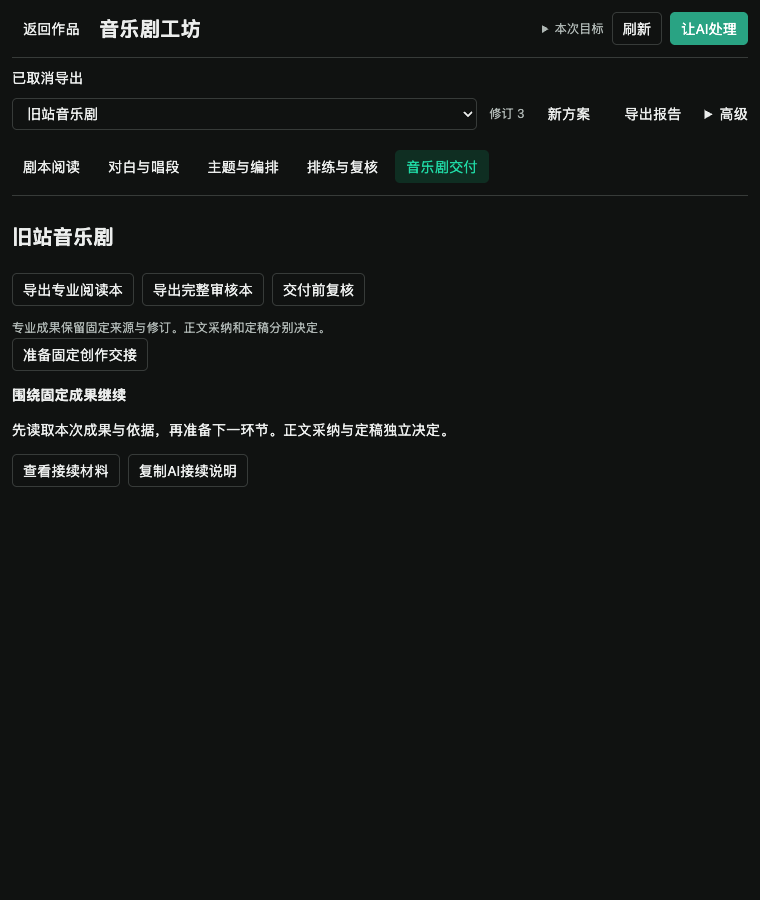 返回作品 音乐剧工坊 ▶ 本次目标 刷新 让AI处理
已取消导出
旧站音乐剧 修订 3 新方案 导出报告 ▶ 高级
剧本阅读 对白与唱段 主题与编排 排练与复核 音乐剧交付
旧站音乐剧
导出专业阅读本 导出完整审核本 交付前复核
专业成果保留固定来源与修订。正文采纳和定稿分别决定。
准备固定创作交接
围绕固定成果继续
先读取本次成果与依据，再准备下一环节。正文采纳与定稿独立决定。
查看接续材料 复制AI接续说明